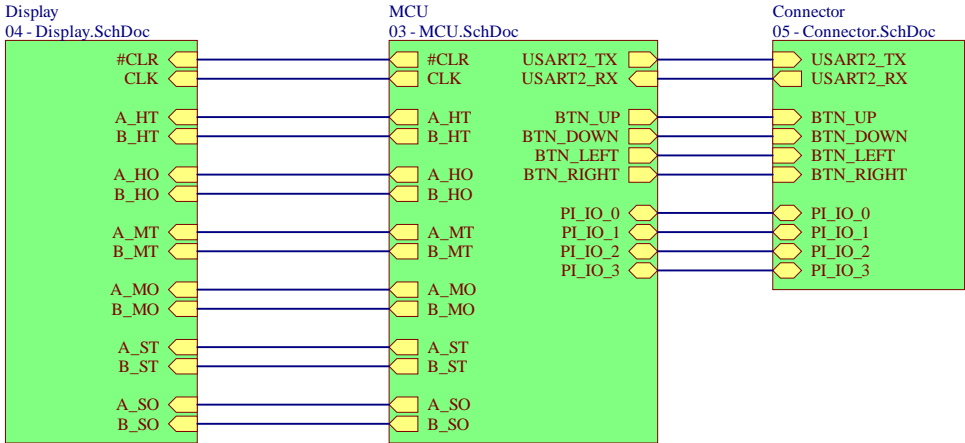 Display
04 - Display.SchDoc
#CLR
CLK
A_HT
B_HT
A_HO
B_HO
A_MT
B_MT
A_MO
B_MO
A_ST
B_ST
A_SO
B_SO
MCU
03 - MCU.SchDoc
#CLR USART2_TX
CLK USART2_RX
A_HT BTN_UP
B_HT BTN_DOWN
BTN_LEFT
A_HO BTN_RIGHT
B_HO
PI_IO_0
A_MT PI_IO_1
B_MT PI_IO_2
PI_IO_3
A_MO
B_MO
A_ST
B_ST
A_SO
B_SO
Connector
05 - Connector.SchDoc
USART2_TX
USART2_RX
BTN_UP
BTN_DOWN
BTN_LEFT
BTN_RIGHT
PI_IO_0
PI_IO_1
PI_IO_2
PI_IO_3